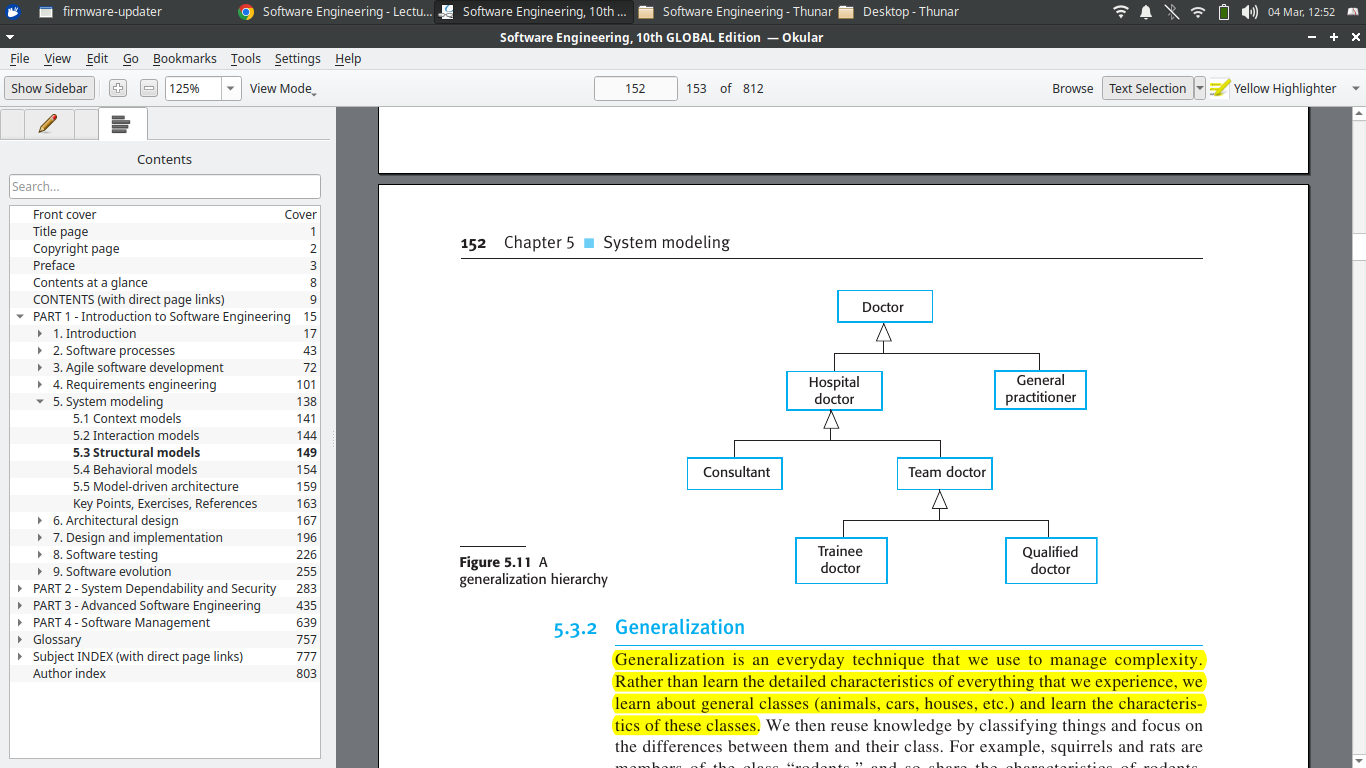 firmware-updater
Software Engineering - Lectu...
Software Engineering, 10th ...
Software Engineering - Thunar
Desktop - Thunar
04 Mar, 12:52
Software Engineering, 10th GLOBAL Edition — Okular
File View Edit Go Bookmarks Tools Settings Help
Show Sidebar
125%
View Mode
152
153 of 812
Browse
Text Selection
Yellow Highlighter
Contents
Search...
Front cover Cover
Title page 1
Copyright page 2
Preface 3
Contents at a glance 8
CONTENTS (with direct page links) 9
PART 1 - Introduction to Software Engineering 15
1. Introduction 17
2. Software processes 43
3. Agile software development 72
4. Requirements engineering 101
5. System modeling 138
5.1 Context models 141
5.2 Interaction models 144
5.3 Structural models 149
5.4 Behavioral models 154
5.5 Model-driven architecture 159
Key Points, Exercises, References 163
6. Architectural design 167
7. Design and implementation 196
8. Software testing 226
9. Software evolution 255
PART 2 - System Dependability and Security 283
PART 3 - Advanced Software Engineering 435
PART 4 - Software Management 639
Glossary 757
Subject INDEX (with direct page links) 777
Author index 803
152 Chapter 5 ■ System modeling
Doctor
Hospital
doctor
General
practitioner
Consultant
Team doctor
Trainee
doctor
Qualified
doctor
Figure 5.11 A
generalization hierarchy
5.3.2 Generalization
Generalization is an everyday technique that we use to manage complexity.
Rather than learn the detailed characteristics of everything that we experience, we
learn about general classes (animals, cars, houses, etc.) and learn the characteris-
tics of these classes. We then reuse knowledge by classifying things and focus on
the differences between them and their class. For example, squirrels and rats are
members of the class “rodents,” and so share the characteristics of rodents.